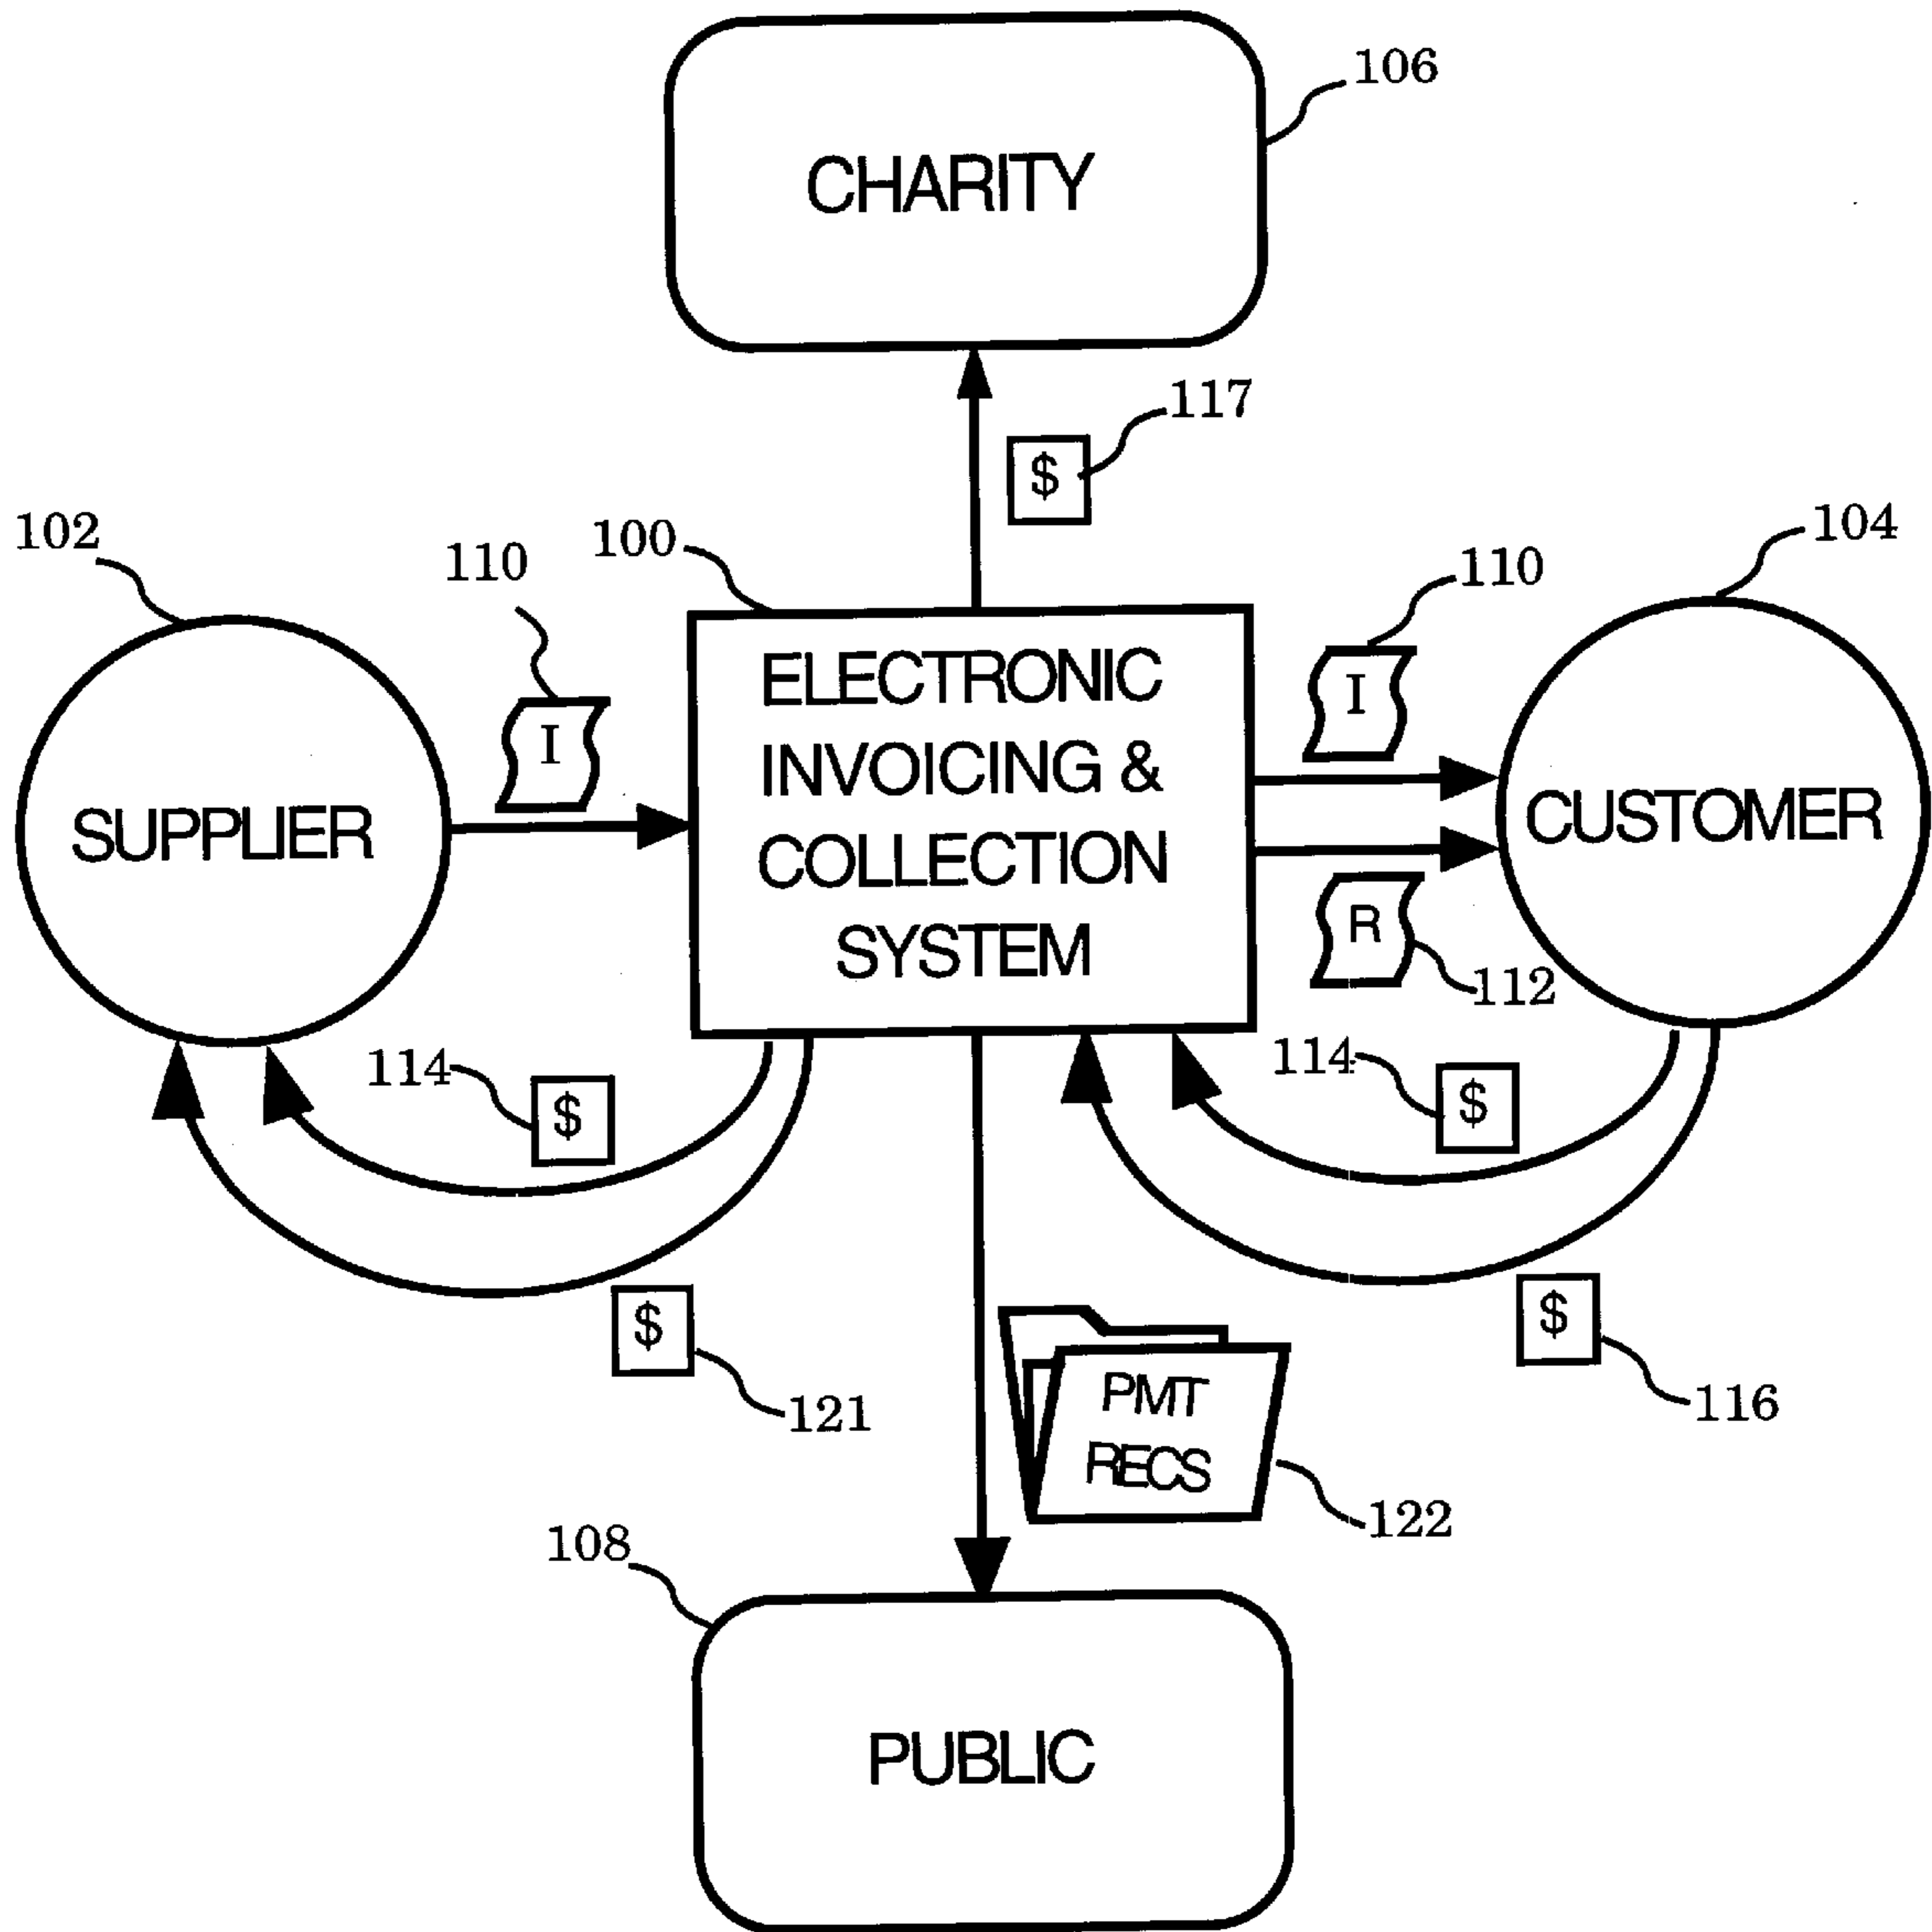 106
CHARITY
117
$
102
110
100
110
104
I
I
ELECTRONIC
INVOICING &
COLLECTION
SYSTEM
SUPPLIER
CUSTOMER
R
112
114
$
114
$
$
121
$
116
PMT
RECS
122
108
PUBLIC